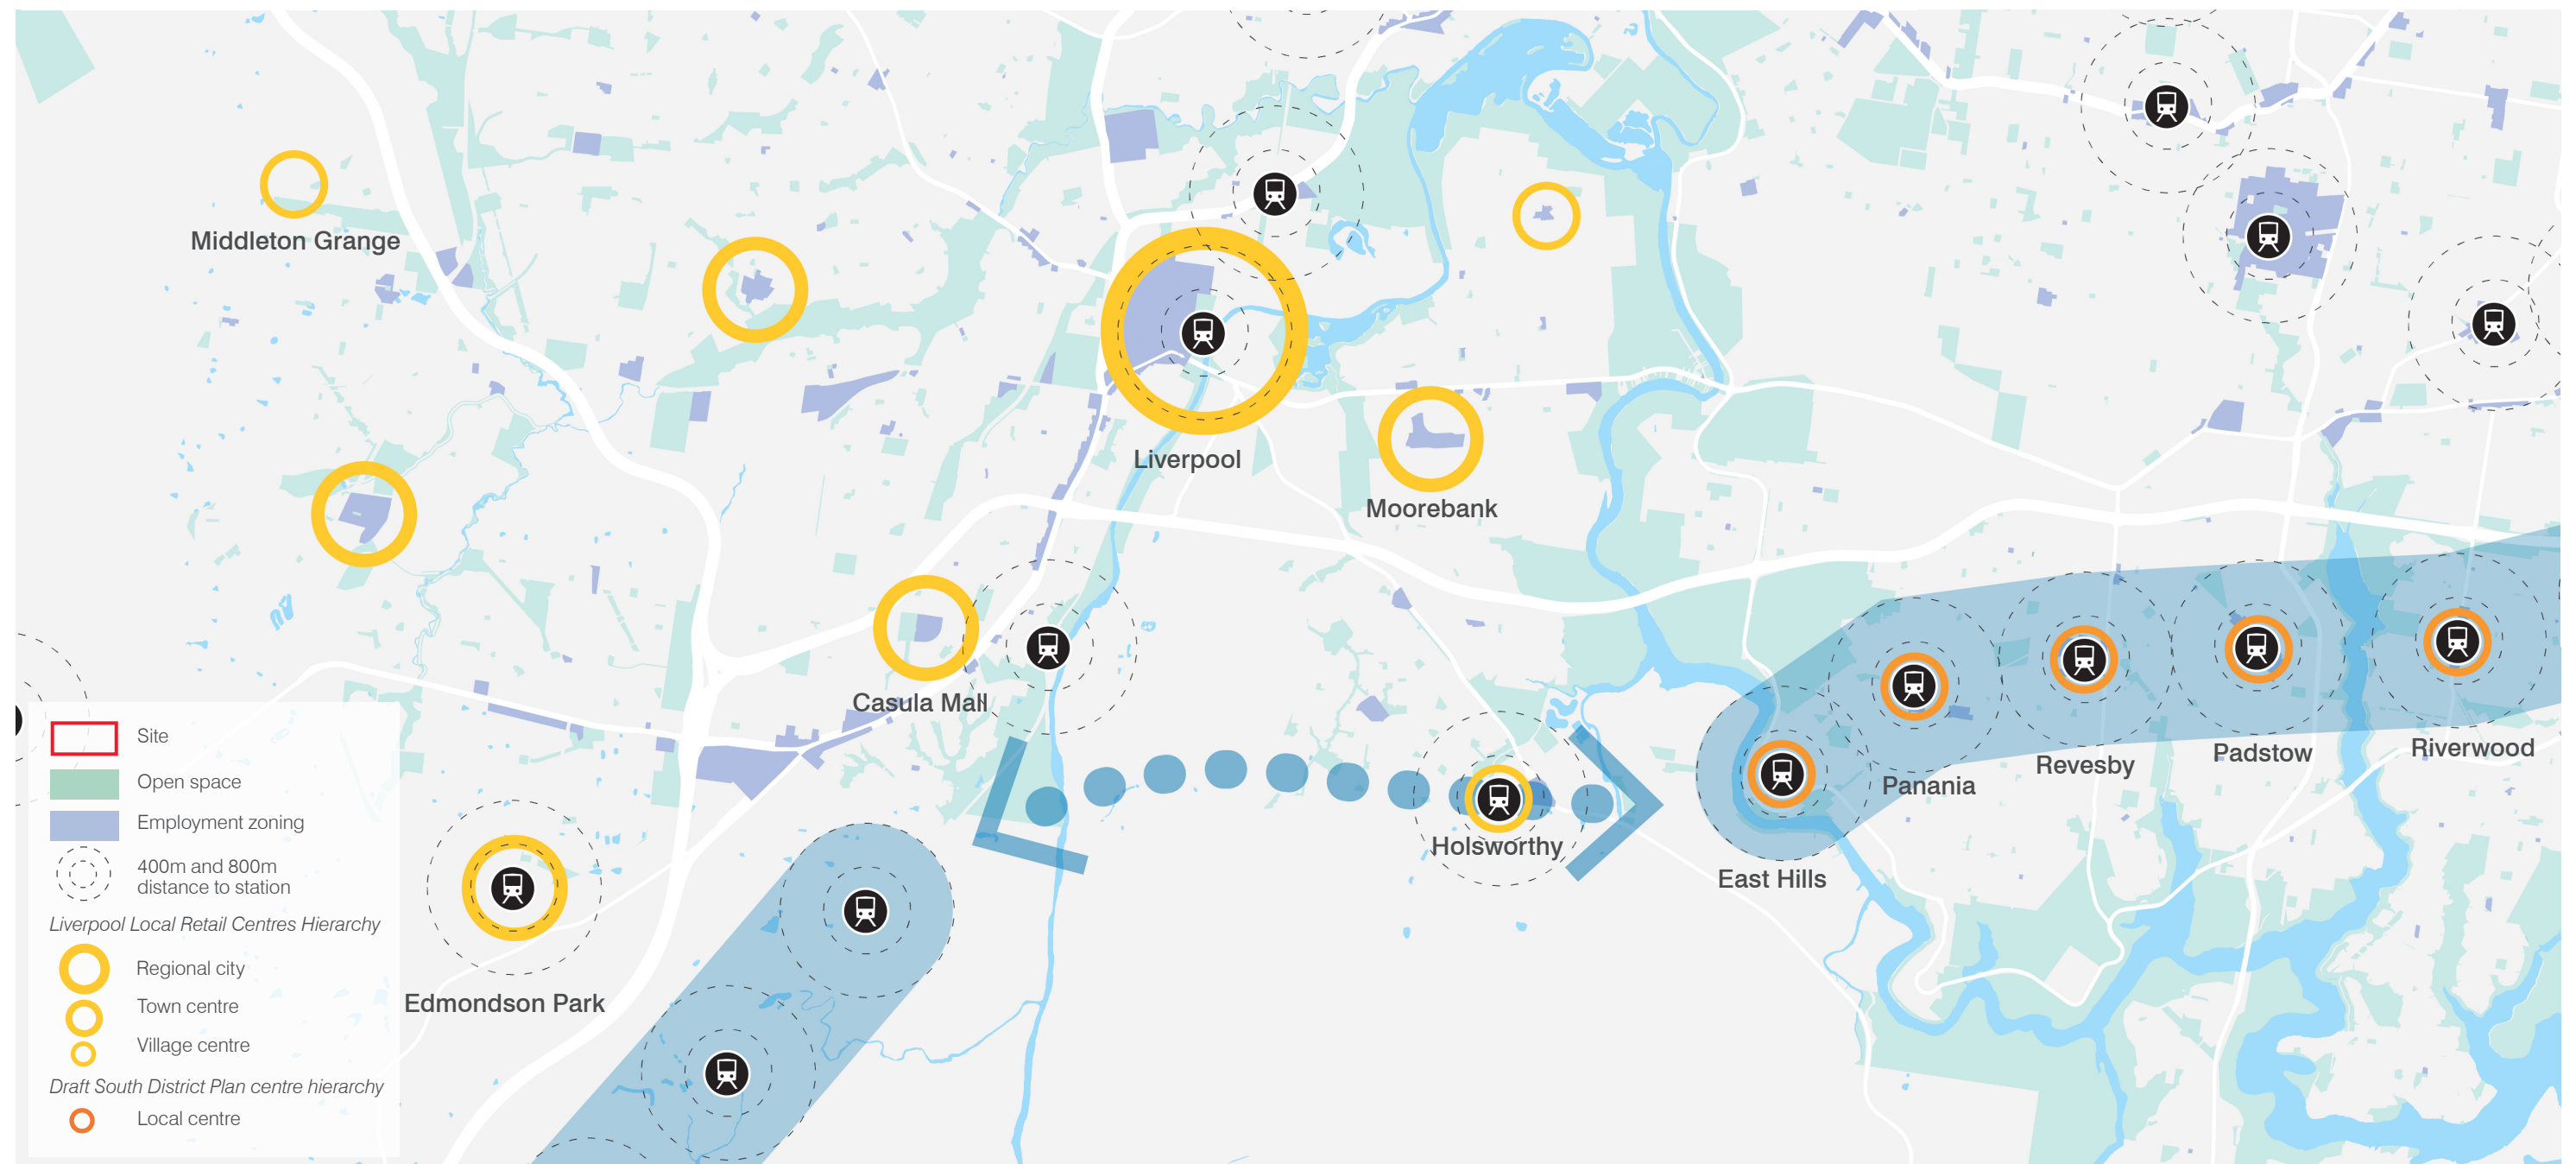 Middleton Grange
Liverpool
Moorebank
Casula Mall
Holsworthy
East Hills
Panania
Revesby
Padstow
Riverwood
Edmondson Park
Site
Open space
Employment zoning
400m and 800m
distance to station
Liverpool Local Retail Centres Hierarchy
Regional city
Town centre
Village centre
Draft South District Plan centre hierarchy
Local centre